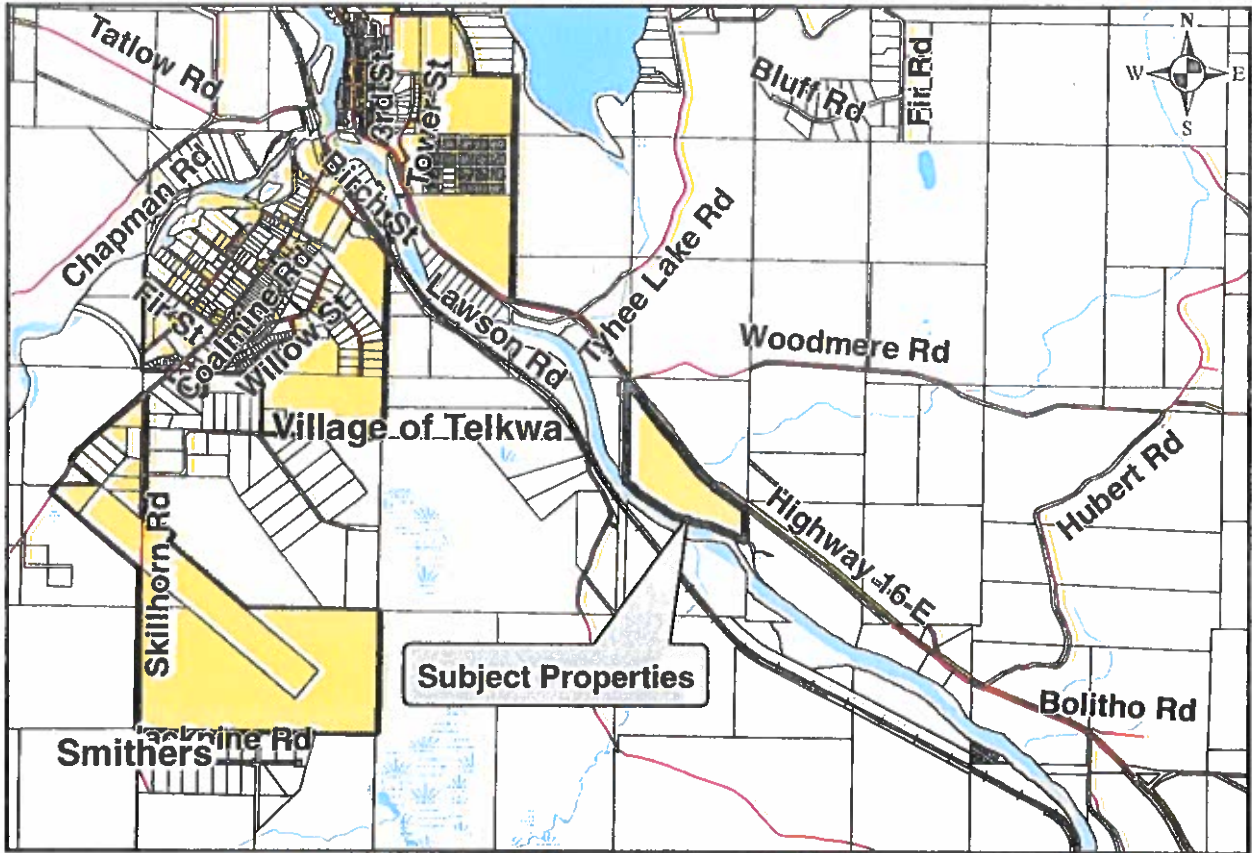 Tatlow Rd
3rd St
Tower St
Bluff Rd
Fir Rd
N
W
E
S
Chapman Rd
Birch St
Tyhee Lake Rd
Fir St
Coalmine Rd
Willow St
Lawson Rd
Woodmere Rd
Village of Telkwa
Hubert Rd
Skillhorn Rd
Highway 16 E
Subject Properties
Bolitho Rd
Jackpine Rd
Smithers